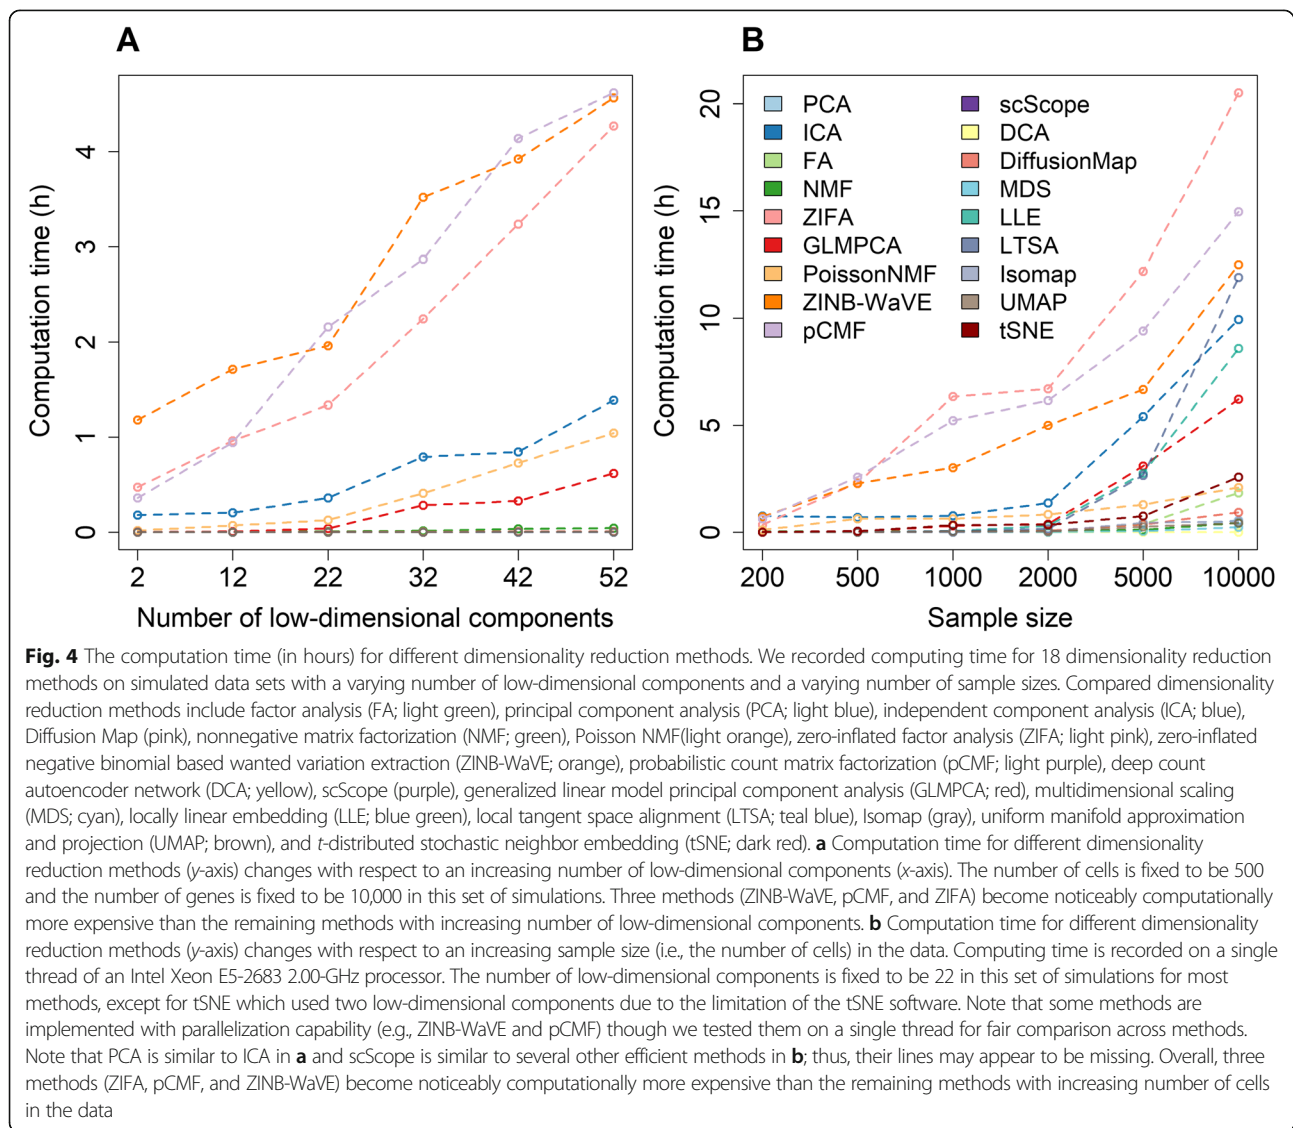 A
B
Computation time (h)
0
1
2
3
4
2
12
22
32
42
52
Number of low-dimensional components
Computation time (h)
0
5
10
15
20
200
500
1000
2000
5000
10000
Sample size
PCA
ICA
FA
NMF
ZIFA
GLMPCA
PoissonNMF
ZINB-WaVE
pCMF
scScope
DCA
DiffusionMap
MDS
LLE
LTSA
Isomap
UMAP
tSNE
Fig. 4 The computation time (in hours) for different dimensionality reduction methods. We recorded computing time for 18 dimensionality reduction
methods on simulated data sets with a varying number of low-dimensional components and a varying number of sample sizes. Compared dimensionality
reduction methods include factor analysis (FA; light green), principal component analysis (PCA; light blue), independent component analysis (ICA; blue),
Diffusion Map (pink), nonnegative matrix factorization (NMF; green), Poisson NMF(light orange), zero-inflated factor analysis (ZIFA; light pink), zero-inflated
negative binomial based wanted variation extraction (ZINB-WaVE; orange), probabilistic count matrix factorization (pCMF; light purple), deep count
autoencoder network (DCA; yellow), scScope (purple), generalized linear model principal component analysis (GLMPCA; red), multidimensional scaling
(MDS; cyan), locally linear embedding (LLE; blue green), local tangent space alignment (LTSA; teal blue), Isomap (gray), uniform manifold approximation
and projection (UMAP; brown), and t-distributed stochastic neighbor embedding (tSNE; dark red). a Computation time for different dimensionality
reduction methods (y-axis) changes with respect to an increasing number of low-dimensional components (x-axis). The number of cells is fixed to be 500
and the number of genes is fixed to be 10,000 in this set of simulations. Three methods (ZINB-WaVE, pCMF, and ZIFA) become noticeably computationally
more expensive than the remaining methods with increasing number of low-dimensional components. b Computation time for different dimensionality
reduction methods (y-axis) changes with respect to an increasing sample size (i.e., the number of cells) in the data. Computing time is recorded on a single
thread of an Intel Xeon E5-2683 2.00-GHz processor. The number of low-dimensional components is fixed to be 22 in this set of simulations for most
methods, except for tSNE which used two low-dimensional components due to the limitation of the tSNE software. Note that some methods are
implemented with parallelization capability (e.g., ZINB-WaVE and pCMF) though we tested them on a single thread for fair comparison across methods.
Note that PCA is similar to ICA in a and scScope is similar to several other efficient methods in b; thus, their lines may appear to be missing. Overall, three
methods (ZIFA, pCMF, and ZINB-WaVE) become noticeably computationally more expensive than the remaining methods with increasing number of cells
in the data